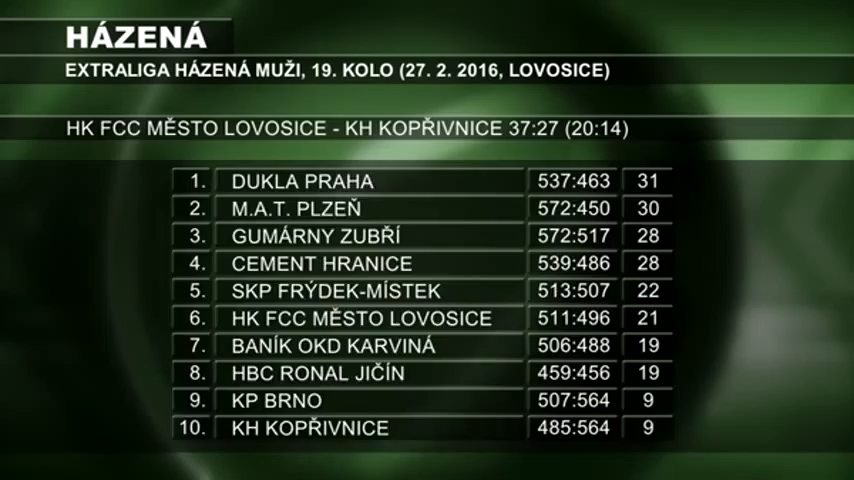 HÁZENÁ
EXTRALIGA HÁZENÁ MUŽI, 19. KOLO (27. 2. 2016, LOVOSICE)
HK FCC MĚSTO LOVOSICE - KH KOPŘIVNICE 37:27 (20:14)
1. DUKLA PRAHA 537:463 31
2. M.A.T. PLZEŇ 572:450 30
3. GUMÁRNY ZUBŘÍ 572:517 28
4. CEMENT HRANICE 539:486 28
5. SKP FRÝDEK-MÍSTEK 513:507 22
6. HK FCC MĚSTO LOVOSICE 511:496 21
7. BANÍK OKD KARVINÁ 506:488 19
8. HBC RONAL JIČÍN 459:456 19
9. KP BRNO 507:564 9
10. KH KOPŘIVNICE 485:564 9